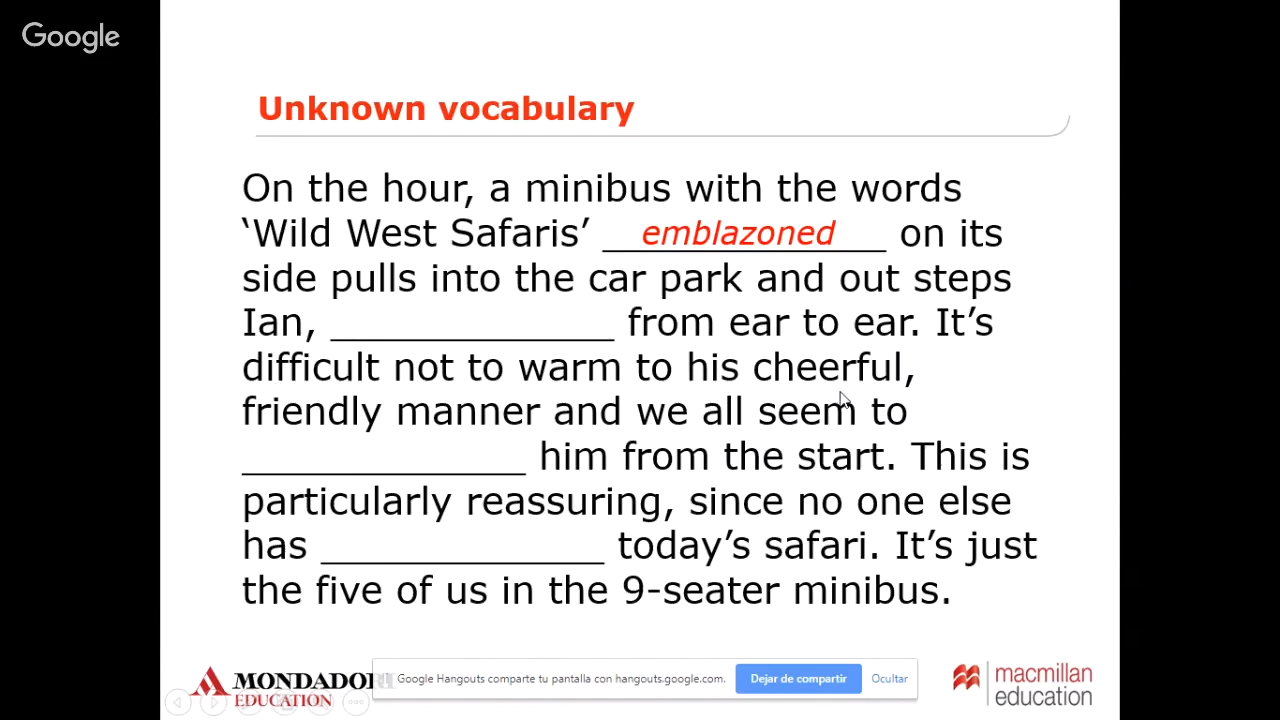 Google
Unknown vocabulary
On the hour, a minibus with the words
‘Wild West Safaris’ ______________ on its
emblazoned
side pulls into the car park and out steps
Ian, ______________ from ear to ear. It’s
difficult not to warm to his cheerful,
friendly manner and we all seem to
______________ him from the start. This is
particularly reassuring, since no one else
has ______________ today’s safari. It’s just
the five of us in the 9-seater minibus.
MONDADORI
EDUCATION
Google Hangouts comparte tu pantalla con hangouts.google.com.
Dejar de compartir
Ocultar
macmillan
education